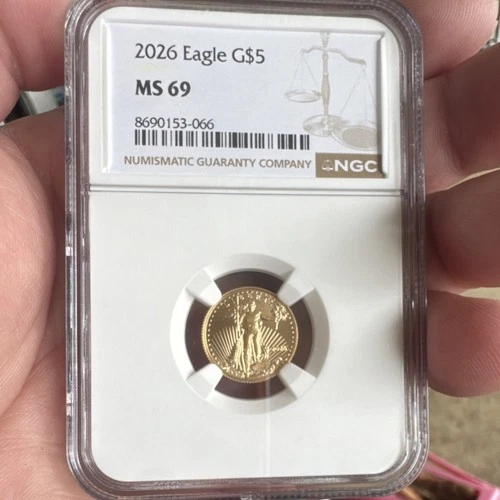 2026 Eagle G$5
MS 69
8690153-066
NUMISMATIC GUARANTY COMPANY
NGC